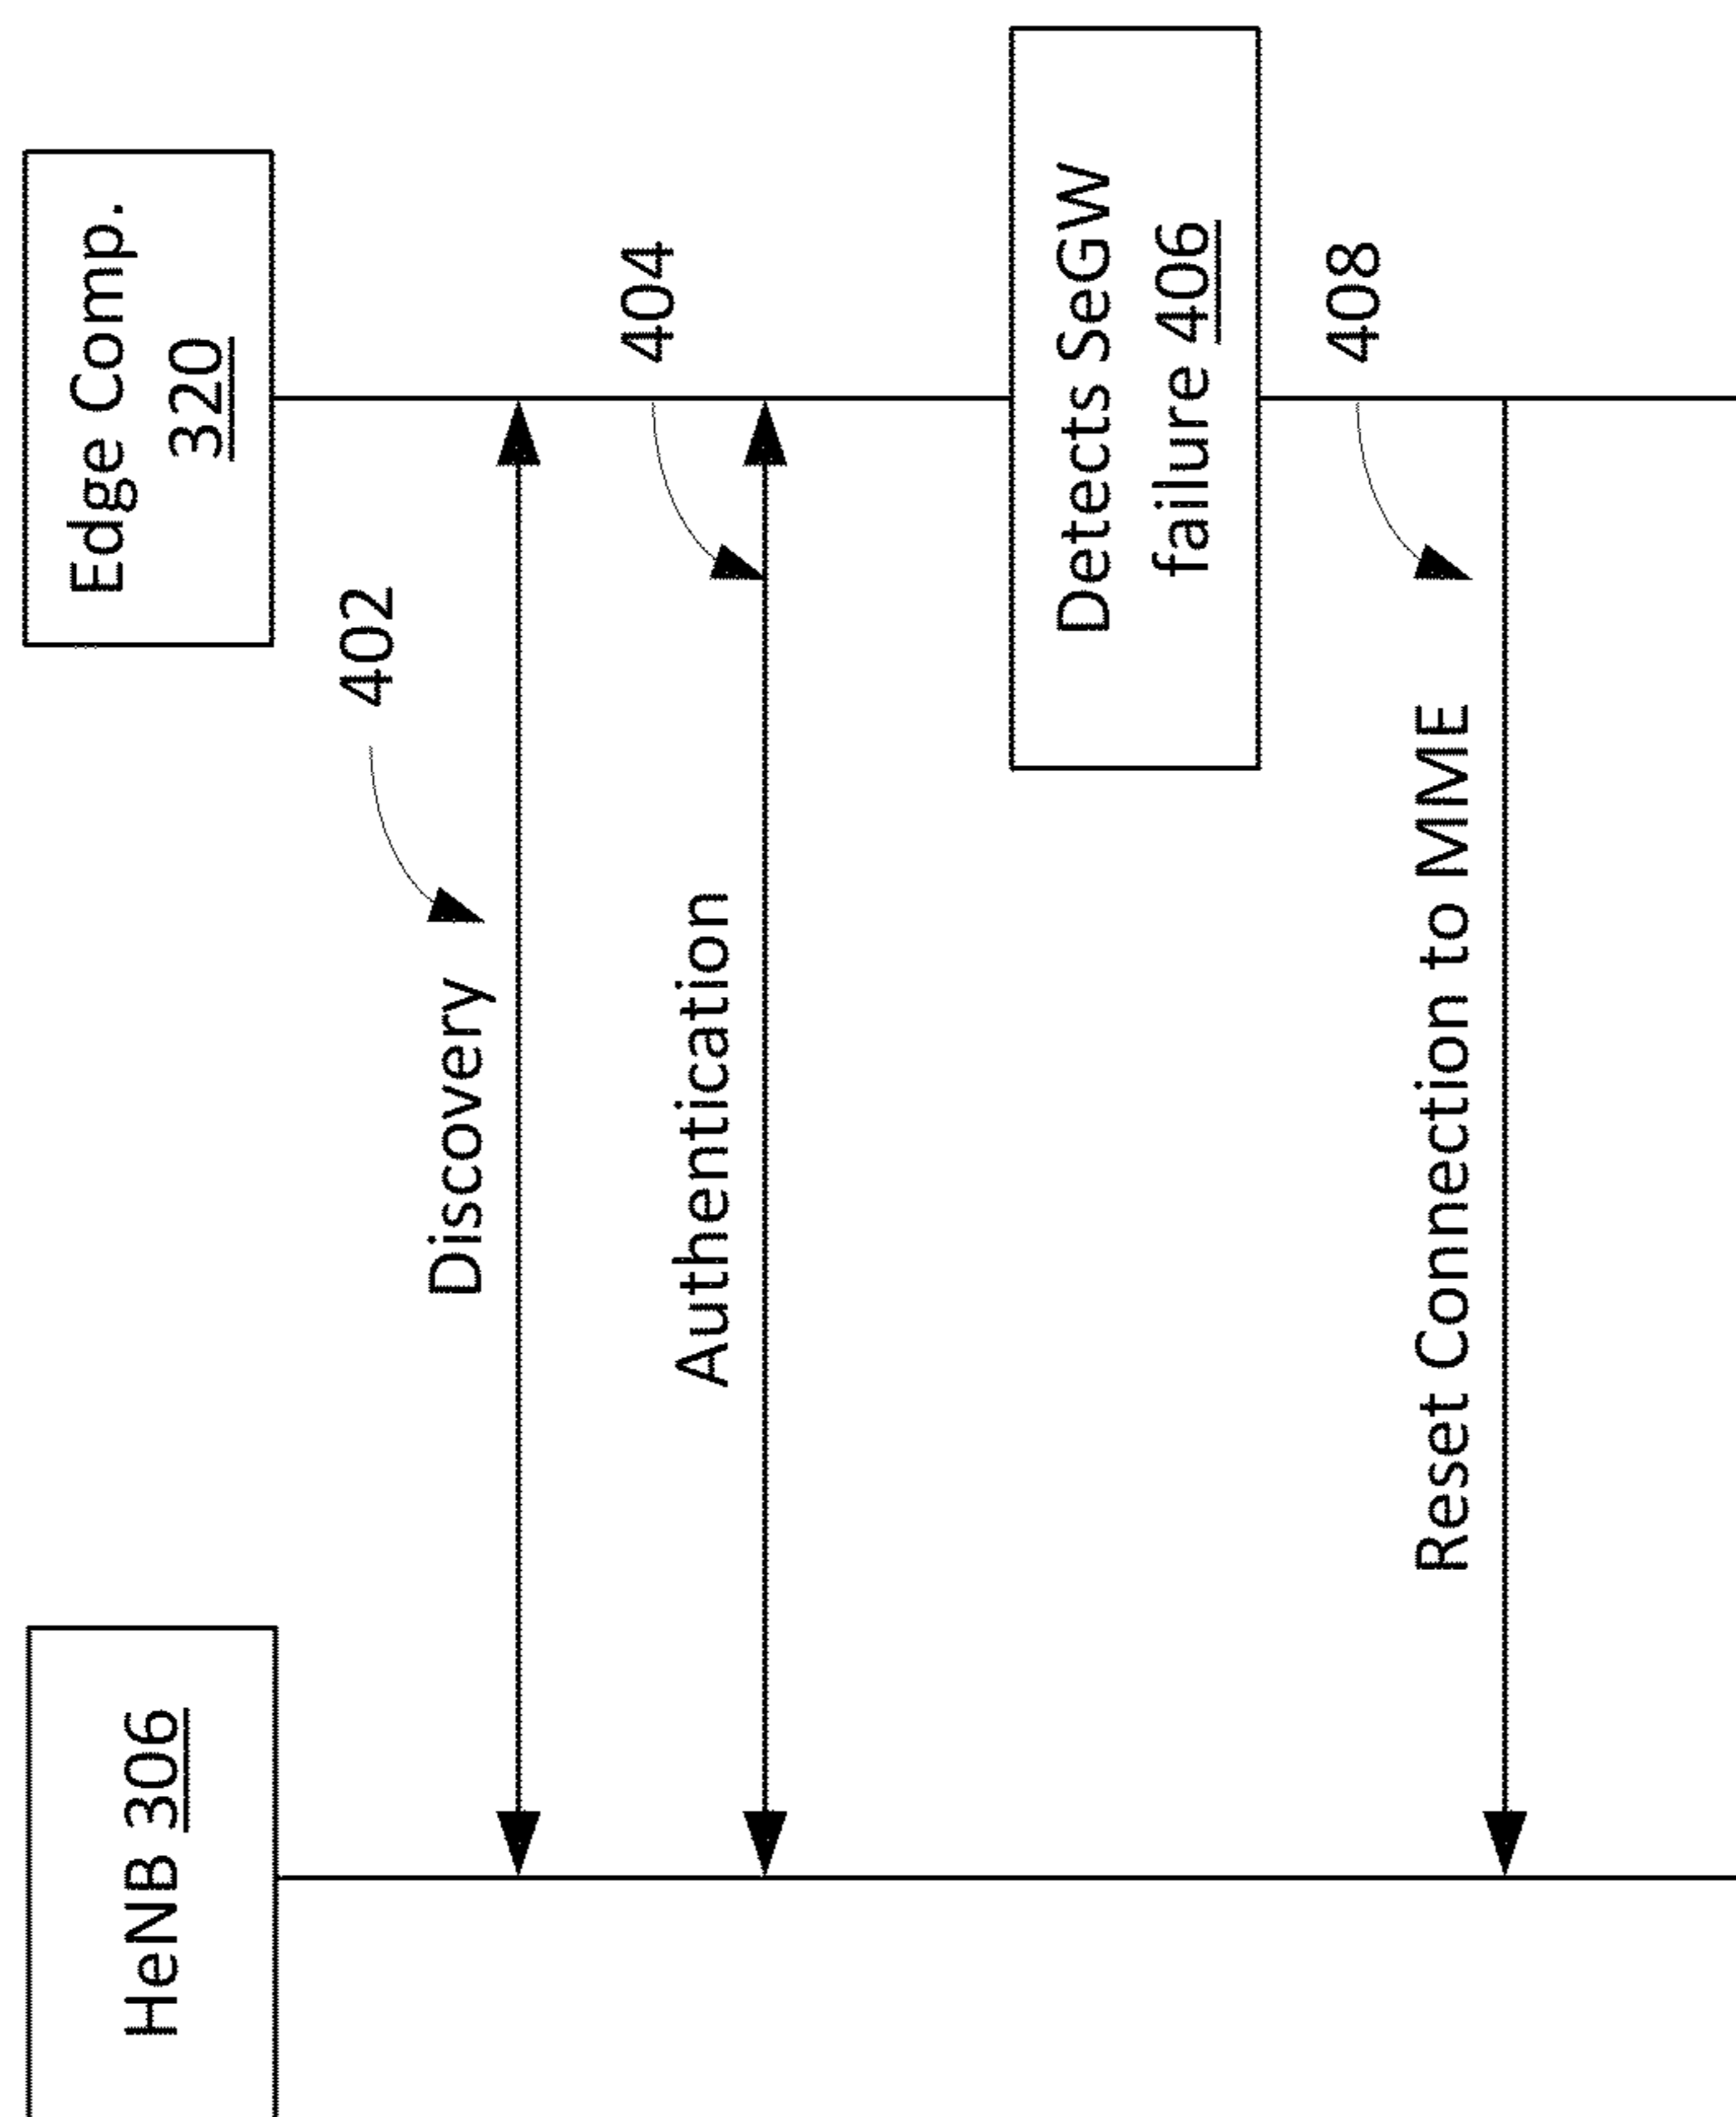 HeNB 306
Edge Comp.
320
402
Discovery
404
Authentication
Detects SeGW
failure 406
408
Reset Connection to MME